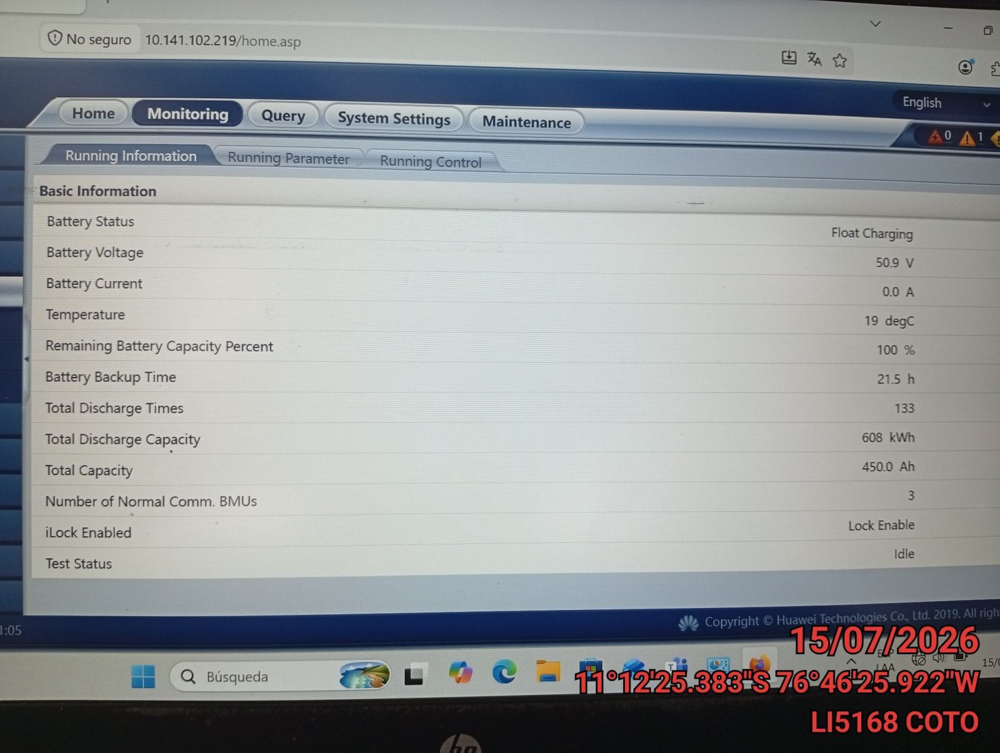 No seguro 10.141.102.219/home.asp
English
Home Monitoring Query System Settings Maintenance
0 1
Running Information Running Parameter Running Control
Basic Information
Battery Status Float Charging
Battery Voltage 50.9 V
Battery Current 0.0 A
Temperature 19 degC
Remaining Battery Capacity Percent 100 %
Battery Backup Time 21.5 h
Total Discharge Times 133
Total Discharge Capacity 608 kWh
Total Capacity 450.0 Ah
Number of Normal Comm. BMUs 3
iLock Enabled Lock Enable
Test Status Idle
1:05
Copyright © Huawei Technologies Co., Ltd. 2019. All righ
15/07/2026
Búsqueda
LAA
15/0
11°12'25.383"S 76°46'25.922"W
LI5168 COTO
hp